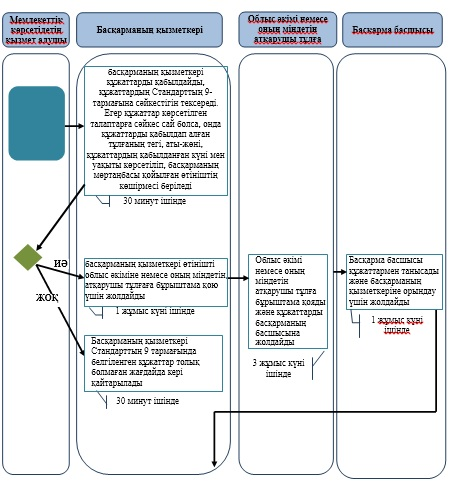 Мемлекеттік
көрсетілетін
қызмет алушы
Басқарманың қызметкері
Облыс әкімі немесе
оның міндетін
атқарушы тұлға
Басқарма басшысы
басқарманың қызметкері
құжаттарды қабылдайды,
құжаттардың Стандарттың 9-
тармағына сәйкестігін тексереді.
Егер құжаттар көрсетілген
талаптарға сәйкес сай болса, онда
құжаттарды қабылдап алған
тұлғаның тегі, аты-жөні,
құжаттардың қабылданған күні мен
уақыты көрсетіліп, басқарманың
мөртаңбасы қойылған өтініштің
көшірмесі беріледі
30 минут ішінде
ИӘ
ЖОҚ
басқарманың қызметкері өтінішті
облыс әкіміне немесе оның міндетін
атқарушы тұлғаға бұрыштама қою
үшін жолдайды
1 жұмыс күні ішінде
Облыс әкімі
немесе оның
міндетін
атқарушы тұлға
бұрыштама қояды
және құжаттарды
басқарманың
басшысына
жолдайды
3 жұмыс күні
ішінде
Басқарма басшысы
құжаттармен танысады
және басқарманың
қызметкеріне орындау
үшін жолдайды
1 жұмыс күні
ішінде
Басқарманың қызметкері
Стандарттың 9 тармағында
белгіленген құжаттар толық
болмаған жағдайда кері
қайтарылады
30 минут ішінде